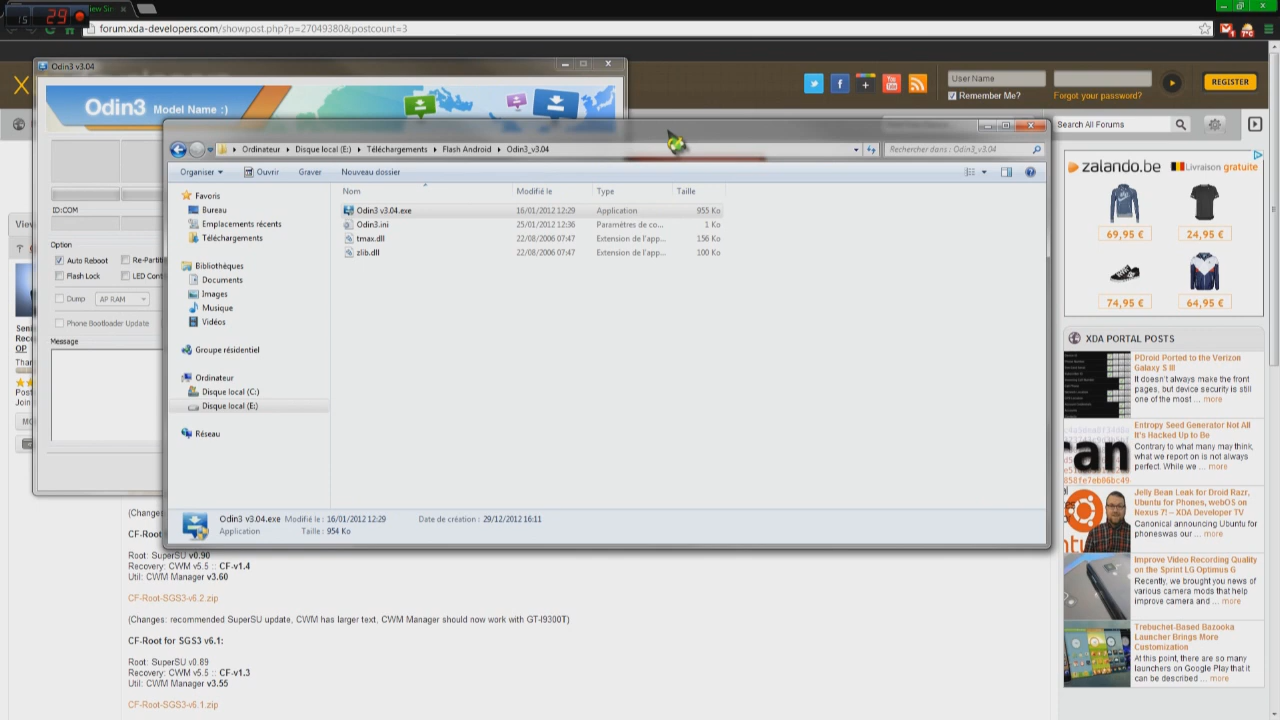 15 29
iew Sin
forum.xda-developers.com/showpost.php?p=27049380&postcount=3
Odin3 v3.04
X
User Name
Remember Me?
Forgot your password?
REGISTER
Odin3 Model Name :)
Search All Forums
Ordinateur
Disque local (E:)
Téléchargements
Flash Android
Odin3_v3.04
Rechercher dans : Odin3_v3.04
Organiser
Ouvrir
Graver
Nouveau dossier
Nom
Modifié le
Type
Taille
Odin3 v3.04.exe 16/01/2012 12:29 Application 955 Ko
Odin3.ini 25/01/2012 12:36 Paramètres de co... 1 Ko
tmax.dll 22/08/2006 07:47 Extension de l'app... 156 Ko
zlib.dll 22/08/2006 07:47 Extension de l'app... 100 Ko
Favoris
Bureau
Emplacements récents
Téléchargements
Bibliothèques
Documents
Images
Musique
Vidéos
Groupe résidentiel
Ordinateur
Disque local (C:)
Disque local (E:)
Réseau
Odin3 v3.04.exe Modifié le : 16/01/2012 12:29 Date de création : 29/12/2012 16:11
Application Taille : 954 Ko
ID:COM
Option
Auto Reboot
Re-Partiti
Flash Lock
LED Cont
Dump
AP RAM
Phone Bootloader Update
Message
View
Seni
Reco
OP
Than
Post
Join
MO
(Chang
CF-Root
Root: SuperSU v0.90
Recovery: CWM v5.5 :: CF-v1.4
Util: CWM Manager v3.60
CF-Root-SGS3-v6.2.zip
(Changes: recommended SuperSU update, CWM has larger text, CWM Manager should now work with GT-I9300T)
CF-Root for SGS3 v6.1:
Root: SuperSU v0.89
Recovery: CWM v5.5 :: CF-v1.3
Util: CWM Manager v3.55
CF-Root-SGS3-v6.1.zip
zalando.be
Livraison gratuite
69,95 €
24,95 €
74,95 €
64,95 €
XDA PORTAL POSTS
PDroid Ported to the Verizon
Galaxy S III
It doesn't always make the front
pages, but device security is still
one of the most ... more
Entropy Seed Generator Not All
It's Hacked Up to Be
Contrary to what many may think,
what we report on is not always
perfect. While we ... more
Jelly Bean Leak for Droid Razr,
Ubuntu for Phones, webOS on
Nexus 7! – XDA Developer TV
Canonical announcing Ubuntu for
phoneswas our ... more
Improve Video Recording Quality
on the Sprint LG Optimus G
Recently, we brought you news of
various camera mods that help
improve camera and ... more
Trebuchet-Based Bazooka
Launcher Brings More
Customization
At this point, there are so many
launchers on Google Play that it
can be described ... more